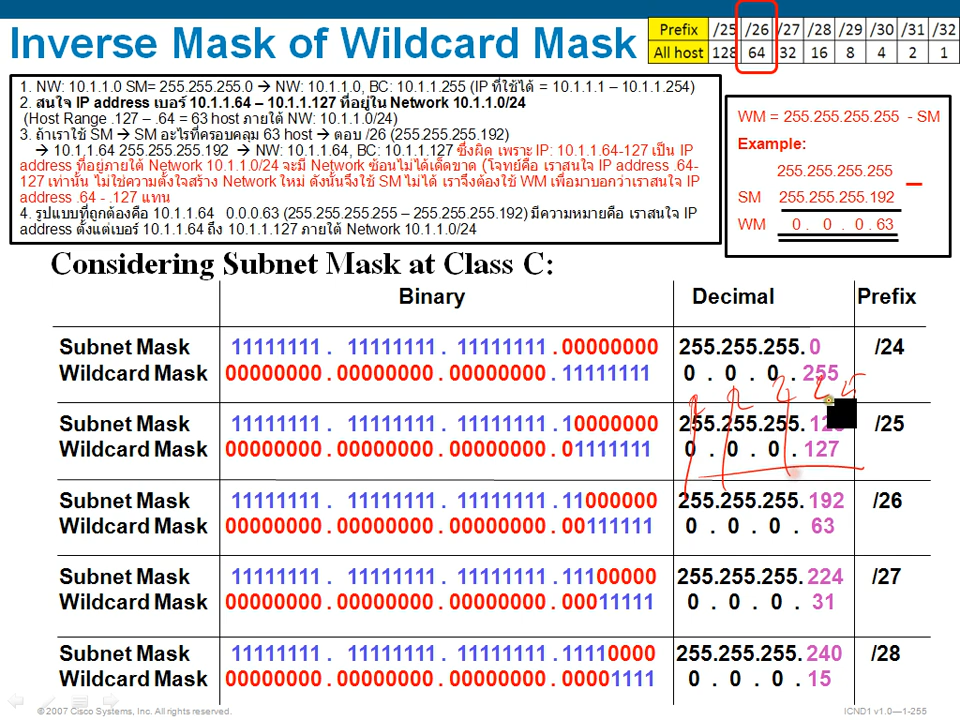 Inverse Mask of Wildcard Mask
Prefix /25 /26 /27 /28 /29 /30 /31 /32
All host 128 64 32 16 8 4 2 1
1. NW: 10.1.1.0 SM= 255.255.255.0 → NW: 10.1.1.0, BC: 10.1.1.255 (IP ที่ใช้ได้ = 10.1.1.1 – 10.1.1.254)
2. สนใจ IP address เบอร์ 10.1.1.64 – 10.1.1.127 ที่อยู่ใน Network 10.1.1.0/24
(Host Range .127 – .64 = 63 host ภายใต้ NW: 10.1.1.0/24)
3. ถ้าเราใช้ SM → SM อะไรที่ครอบคลุม 63 host → ตอบ /26 (255.255.255.192)
→ 10.1.1.64 255.255.255.192 → NW: 10.1.1.64, BC: 10.1.1.127 ซึ่งผิด เพราะ IP: 10.1.1.64-127 เป็น IP
address ที่อยู่ภายใต้ Network 10.1.1.0/24 จะมี Network ซ้อนไม่ได้เด็ดขาด (โจทย์คือ เราสนใจ IP address .64-
127 เท่านั้น ไม่ใช่ความตั้งใจสร้าง Network ใหม่ ดังนั้นจึงใช้ SM ไม่ได้ เราจึงต้องใช้ WM เพื่อมาบอกว่าเราสนใจ IP
address .64 - .127 แทน
4. รูปแบบที่ถูกต้องคือ 10.1.1.64 0.0.0.63 (255.255.255.255 – 255.255.255.192) มีความหมายคือ เราสนใจ IP
address ตั้งแต่เบอร์ 10.1.1.64 ถึง 10.1.1.127 ภายใต้ Network 10.1.1.0/24
WM = 255.255.255.255 - SM
Example:
255.255.255.255
SM 255.255.255.192
WM 0 . 0 . 0 . 63
Considering Subnet Mask at Class C:
Binary Decimal Prefix
Subnet Mask 11111111 . 11111111 . 11111111 . 00000000 255.255.255. 0 /24
Wildcard Mask 00000000 . 00000000 . 00000000 . 11111111 0 . 0 . 0 . 255
Subnet Mask 11111111 . 11111111 . 11111111 . 10000000 255.255.255. /25
Wildcard Mask 00000000 . 00000000 . 00000000 . 01111111 0 . 0 . 0 . 127
Subnet Mask 11111111 . 11111111 . 11111111 . 11000000 255.255.255. 192 /26
Wildcard Mask 00000000 . 00000000 . 00000000 . 00111111 0 . 0 . 0 . 63
Subnet Mask 11111111 . 11111111 . 11111111 . 11100000 255.255.255. 224 /27
Wildcard Mask 00000000 . 00000000 . 00000000 . 00011111 0 . 0 . 0 . 31
Subnet Mask 11111111 . 11111111 . 11111111 . 11110000 255.255.255. 240 /28
Wildcard Mask 00000000 . 00000000 . 00000000 . 00001111 0 . 0 . 0 . 15
© 2007 Cisco Systems, Inc. All rights reserved. ICND1 v1.0—1-255